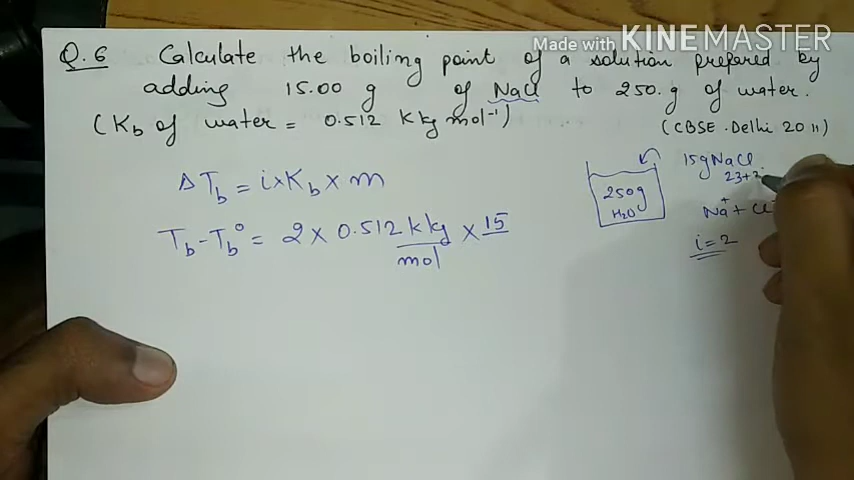 Made with KINEMASTER
Q.6 Calculate the boiling point of a solution prepared by
adding 15.00 g of NaCl to 250. g of water.
(Kb of water = 0.512 K kg mol⁻¹)
(CBSE. Delhi 2011)
ΔTb = i × Kb × m
Tb - Tb° = 2 × 0.512 K kg/mol × 15
250g
H₂O
15g NaCl
23+3
Na⁺ + Cl
i = 2